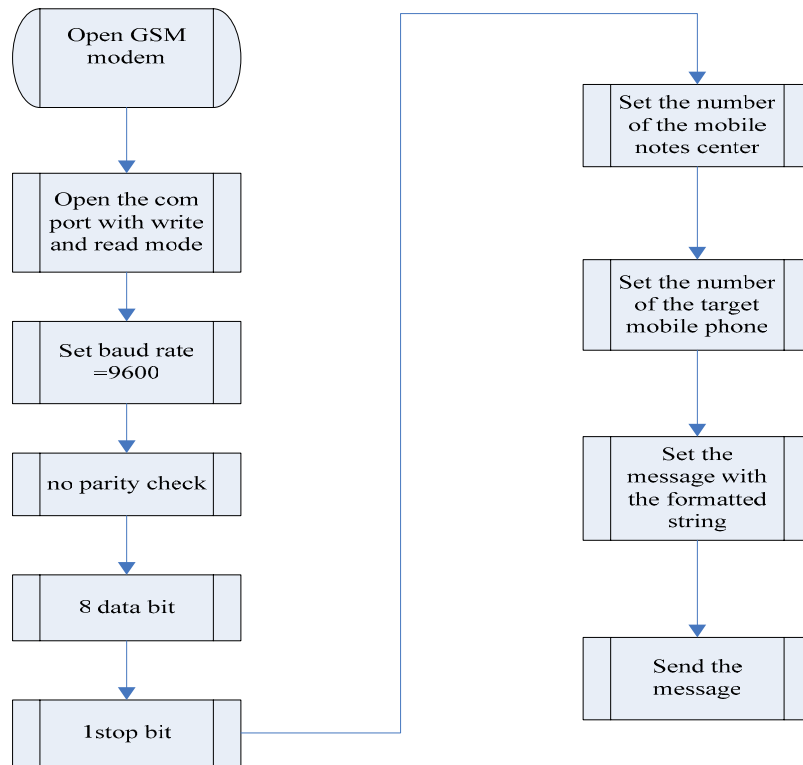 Open GSM
modem
Open the com
port with write
and read mode
Set baud rate
=9600
no parity check
8 data bit
1stop bit
Set the number
of the mobile
notes center
Set the number
of the target
mobile phone
Set the
message with
the formatted
string
Send the
message